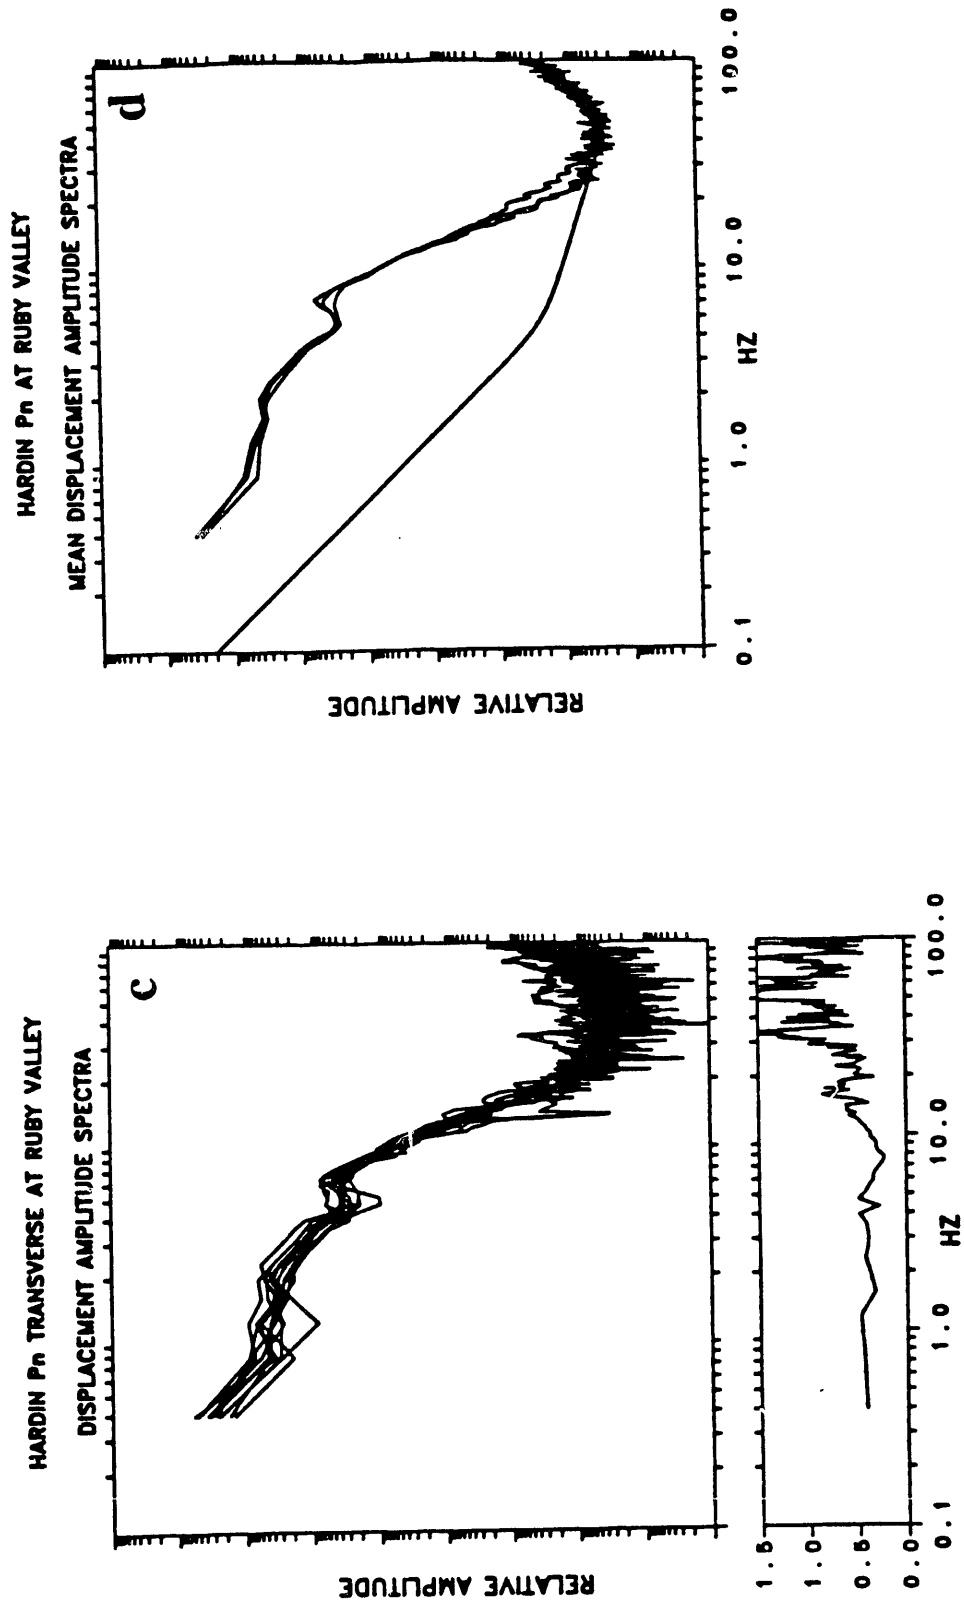 HARDIN Pn TRANSVERSE AT RUBY VALLEY
DISPLACEMENT AMPLITUDE SPECTRA
c
RELATIVE AMPLITUDE
1.5
1.0
0.5
0.0
0.1
1.0
10.0
100.0
HZ
HARDIN Pn AT RUBY VALLEY
MEAN DISPLACEMENT AMPLITUDE SPECTRA
d
RELATIVE AMPLITUDE
0.1
1.0
10.0
100.0
HZ